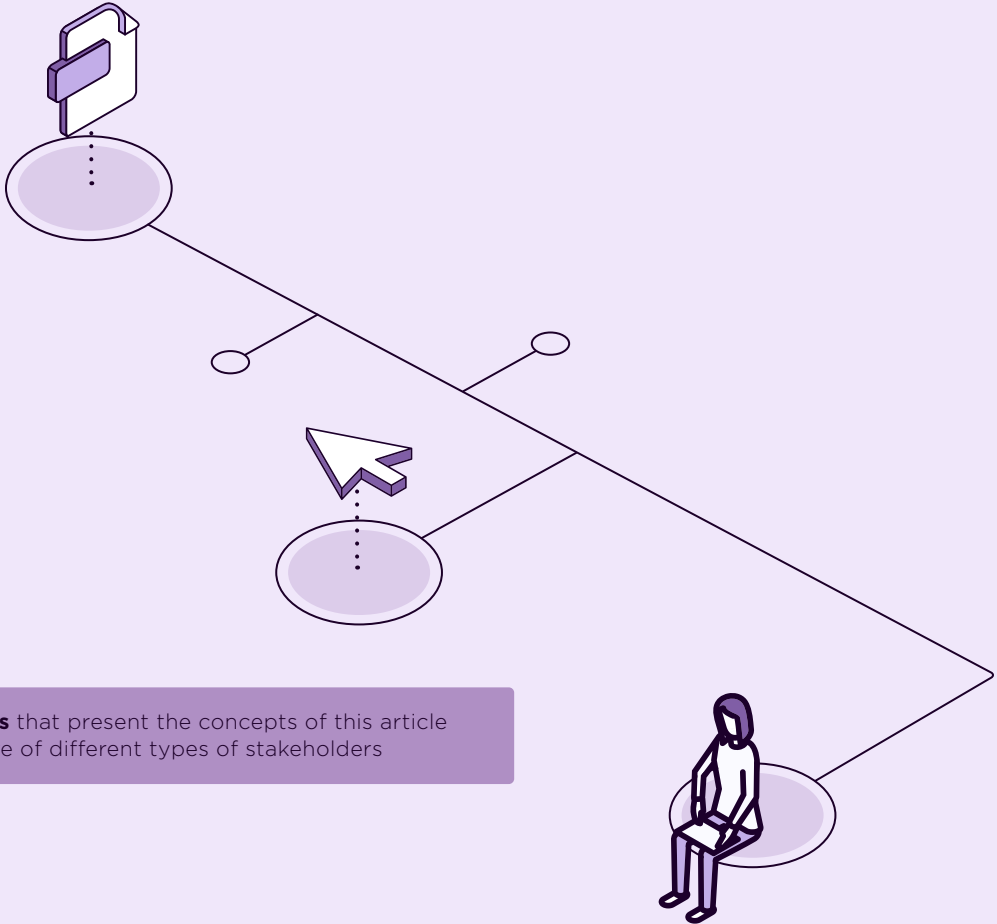 s that present the concepts of this article
e of different types of stakeholders